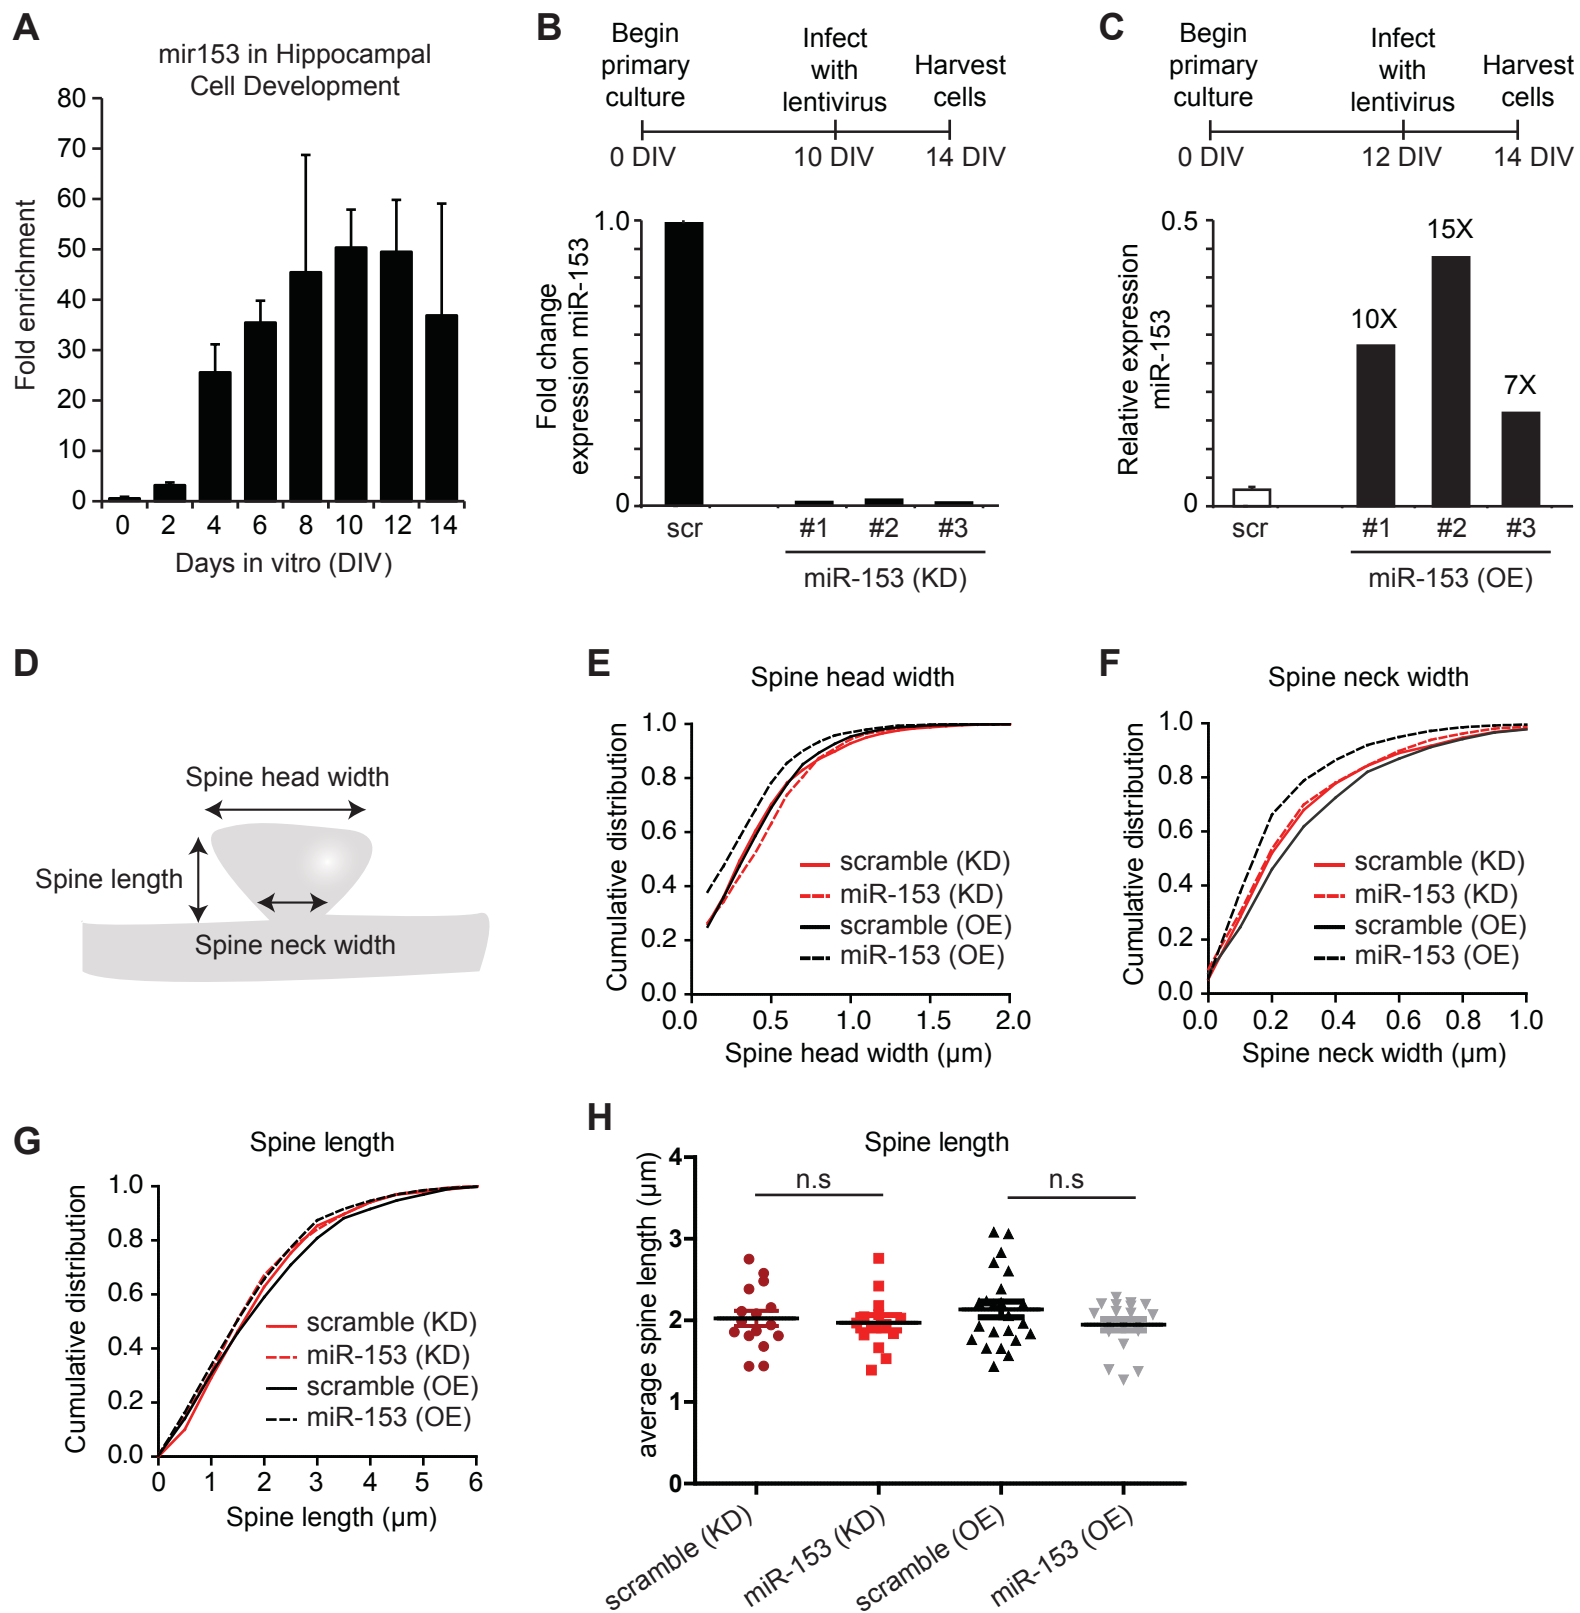 A
mir153 in Hippocampal
Cell Development
Fold enrichment
80
70
60
50
40
30
20
10
0
0 2 4 6 8 10 12 14
Days in vitro (DIV)
B
Begin
primary
culture
Infect
with
lentivirus
Harvest
cells
0 DIV 10 DIV 14 DIV
Fold change
expression miR-153
1.0
0
scr #1 #2 #3
miR-153 (KD)
C
Begin
primary
culture
Infect
with
lentivirus
Harvest
cells
0 DIV 12 DIV 14 DIV
Relative expression
miR-153
0.5
0
10X 15X 7X
scr #1 #2 #3
miR-153 (OE)
D
Spine head width
Spine length
Spine neck width
E
Spine head width
Cumulative distribution
1.0
0.8
0.6
0.4
0.2
0.0
scramble (KD)
miR-153 (KD)
scramble (OE)
miR-153 (OE)
0.0 0.5 1.0 1.5 2.0
Spine head width (µm)
F
Spine neck width
Cumulative distribution
1.0
0.8
0.6
0.4
0.2
0.0
scramble (KD)
miR-153 (KD)
scramble (OE)
miR-153 (OE)
0.0 0.2 0.4 0.6 0.8 1.0
Spine neck width (µm)
G
Spine length
Cumulative distribution
1.0
0.8
0.6
0.4
0.2
0.0
scramble (KD)
miR-153 (KD)
scramble (OE)
miR-153 (OE)
0 1 2 3 4 5 6
Spine length (µm)
H
Spine length
average spine length (µm)
4
3
2
1
0
n.s n.s
scramble (KD)
miR-153 (KD)
scramble (OE)
miR-153 (OE)